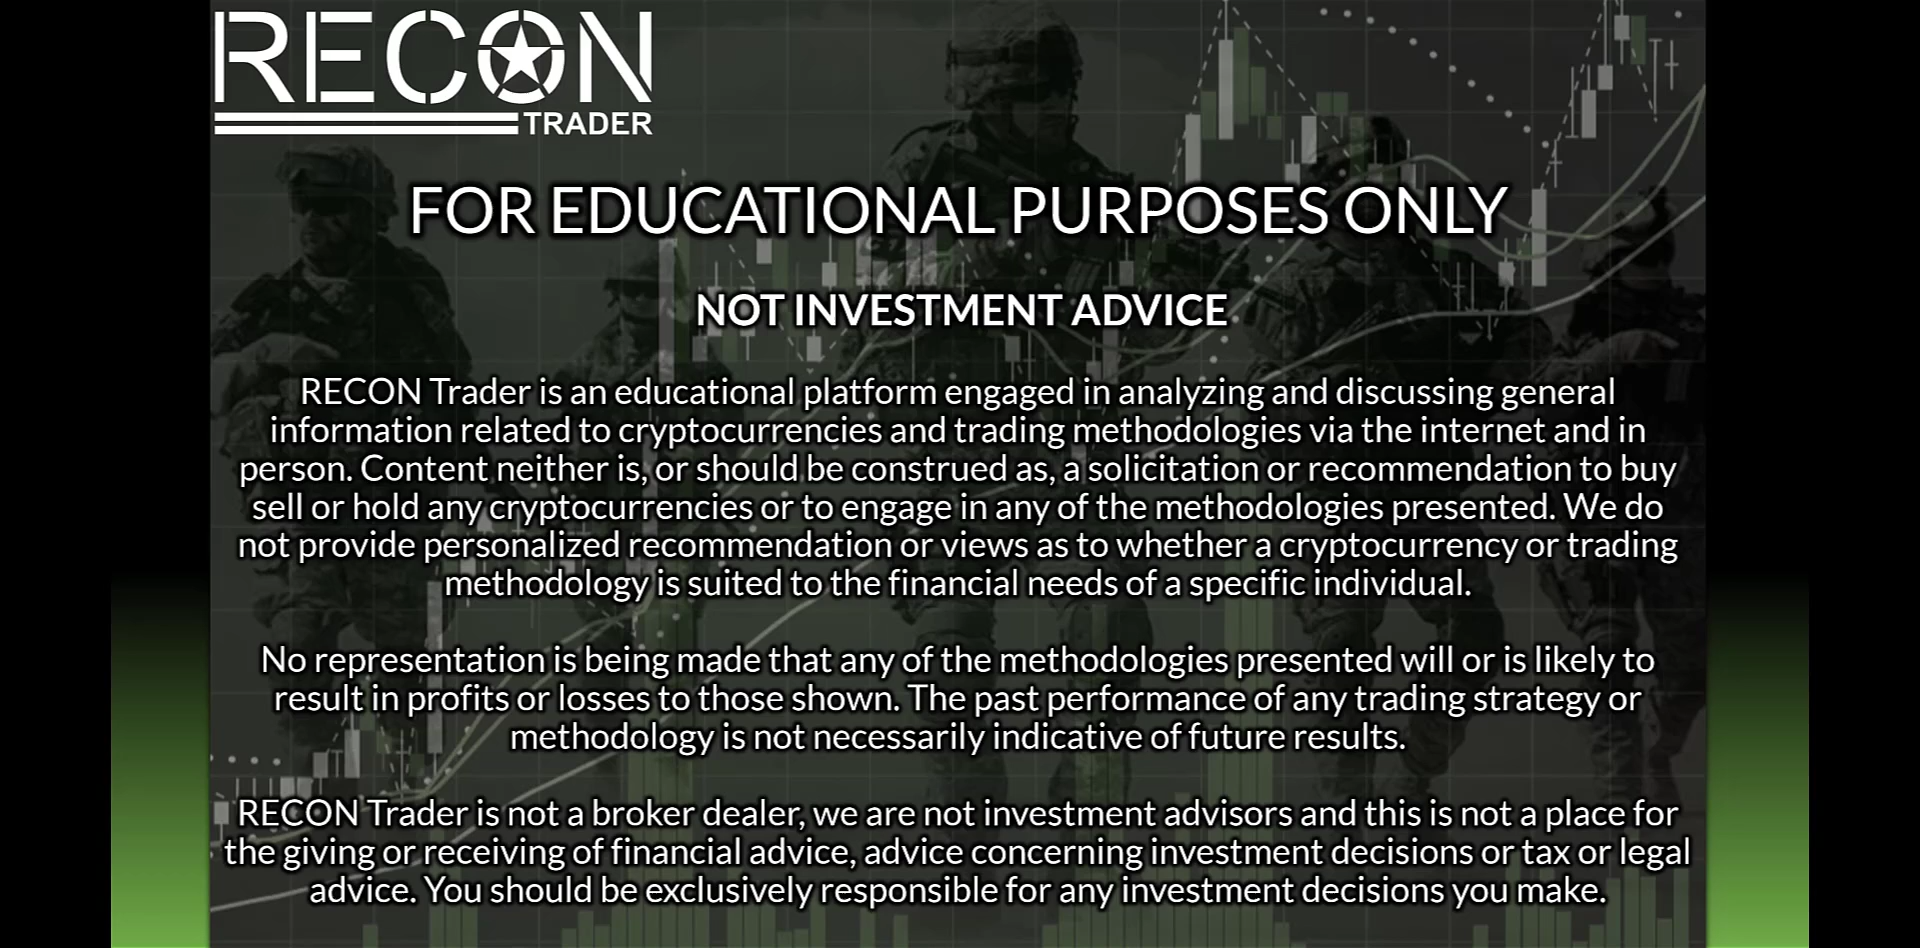 RECON
TRADER
FOR EDUCATIONAL PURPOSES ONLY
NOT INVESTMENT ADVICE
RECON Trader is an educational platform engaged in analyzing and discussing general
information related to cryptocurrencies and trading methodologies via the internet and in
person. Content neither is, or should be construed as, a solicitation or recommendation to buy
sell or hold any cryptocurrencies or to engage in any of the methodologies presented. We do
not provide personalized recommendation or views as to whether a cryptocurrency or trading
methodology is suited to the financial needs of a specific individual.
No representation is being made that any of the methodologies presented will or is likely to
result in profits or losses to those shown. The past performance of any trading strategy or
methodology is not necessarily indicative of future results.
RECON Trader is not a broker dealer, we are not investment advisors and this is not a place for
the giving or receiving of financial advice, advice concerning investment decisions or tax or legal
advice. You should be exclusively responsible for any investment decisions you make.